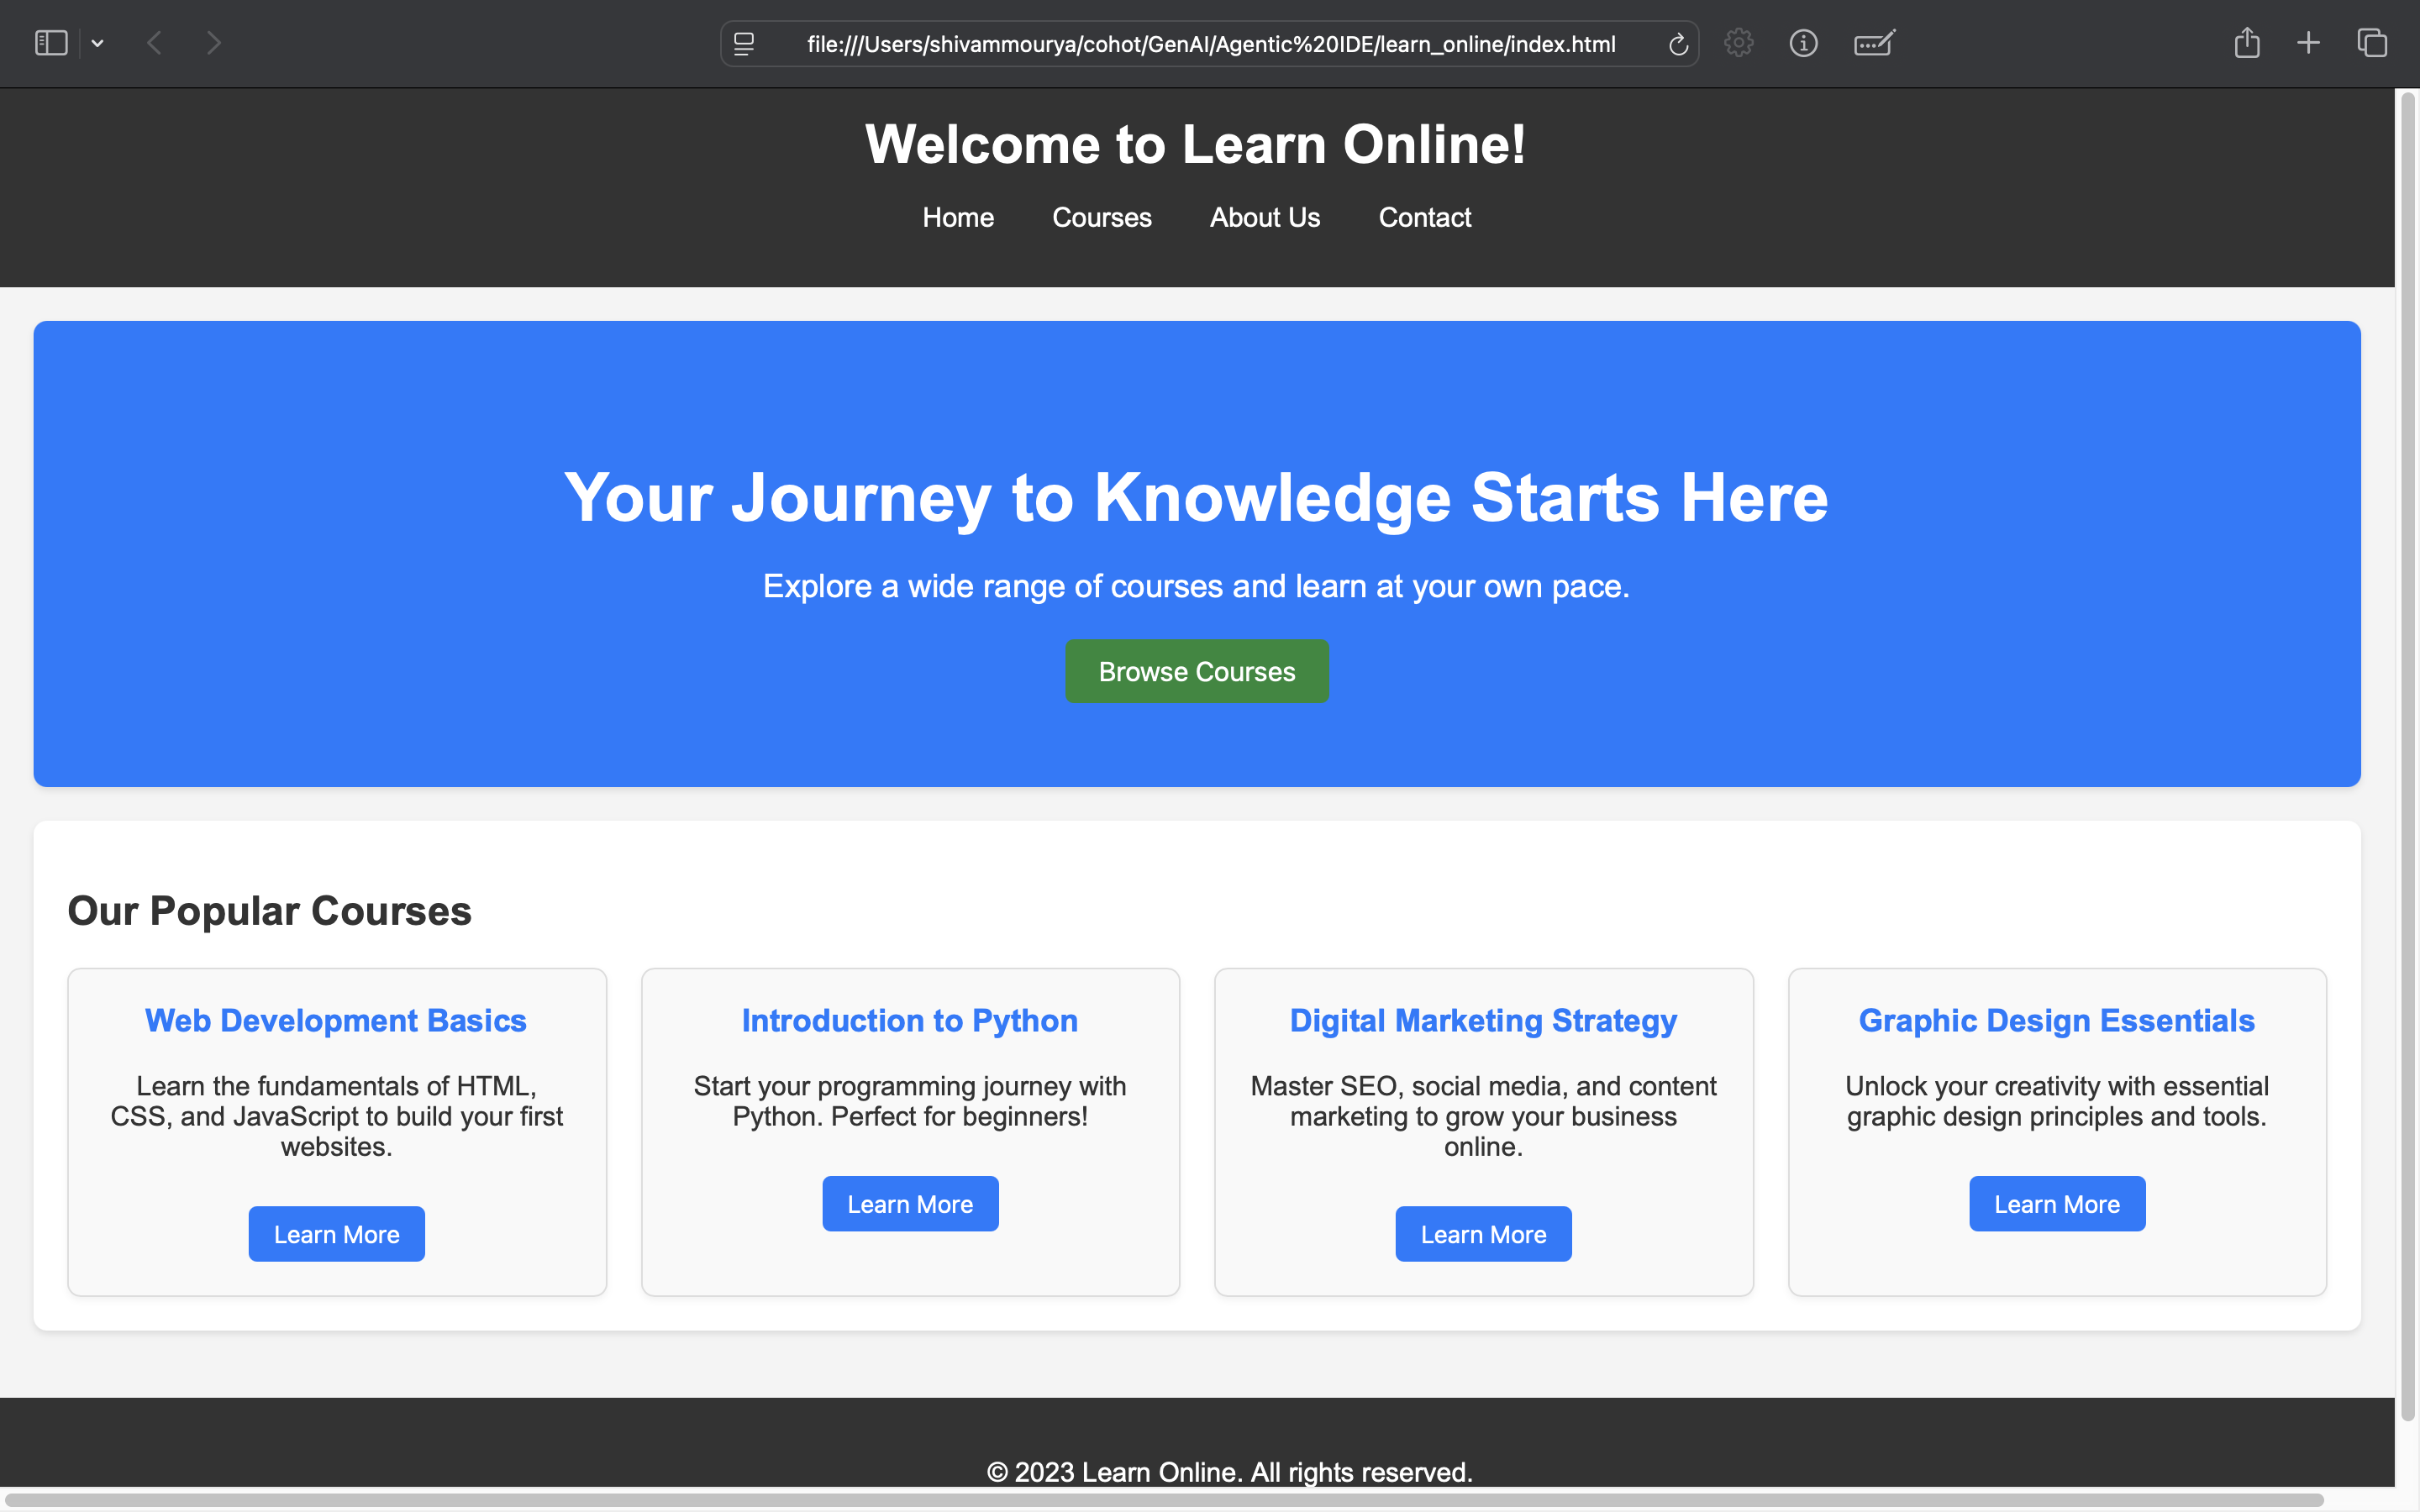 file:///Users/shivammourya/cohot/GenAI/Agentic%20IDE/learn_online/index.html
Welcome to Learn Online!
Home Courses About Us Contact
Your Journey to Knowledge Starts Here
Explore a wide range of courses and learn at your own pace.
Browse Courses
Our Popular Courses
Web Development Basics
Learn the fundamentals of HTML,
CSS, and JavaScript to build your first
websites.
Learn More
Introduction to Python
Start your programming journey with
Python. Perfect for beginners!
Learn More
Digital Marketing Strategy
Master SEO, social media, and content
marketing to grow your business
online.
Learn More
Graphic Design Essentials
Unlock your creativity with essential
graphic design principles and tools.
Learn More
© 2023 Learn Online. All rights reserved.